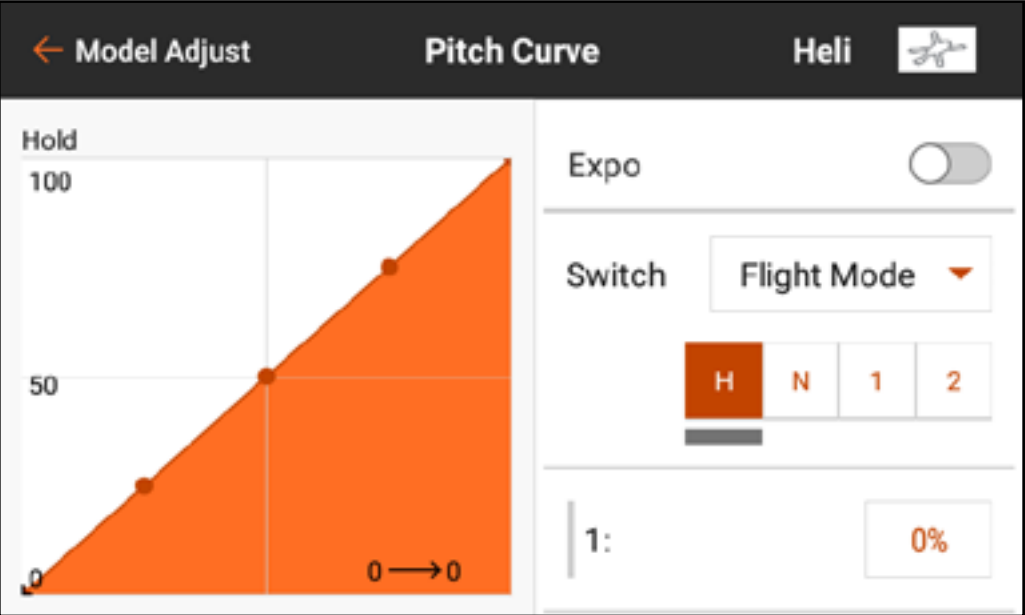 ← Model Adjust Pitch Curve Heli
Hold
100
50
0
0 → 0
Expo
Switch Flight Mode
H N 1 2
1: 0%